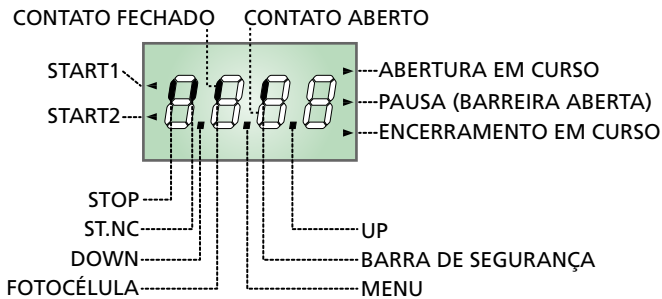 CONTATO FECHADO CONTATO ABERTO
START1 ABERTURA EM CURSO
START2 PAUSA (BARREIRA ABERTA)
ENCERRAMENTO EM CURSO
STOP
ST.NC UP
DOWN BARRA DE SEGURANÇA
FOTOCÉLULA MENU